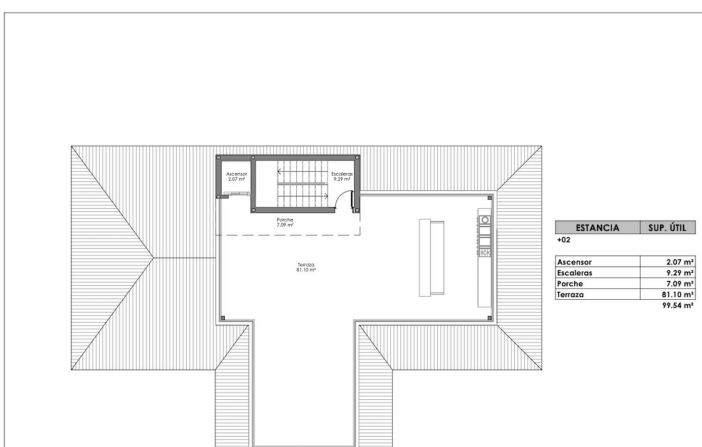 Ascensor
2.07 m²
Escaleras
9.29 m²
Porche
7.09 m²
Terraza
81.10 m²
ESTANCIA SUP. ÚTIL
+02
Ascensor 2.07 m²
Escaleras 9.29 m²
Porche 7.09 m²
Terraza 81.10 m²
99.54 m²